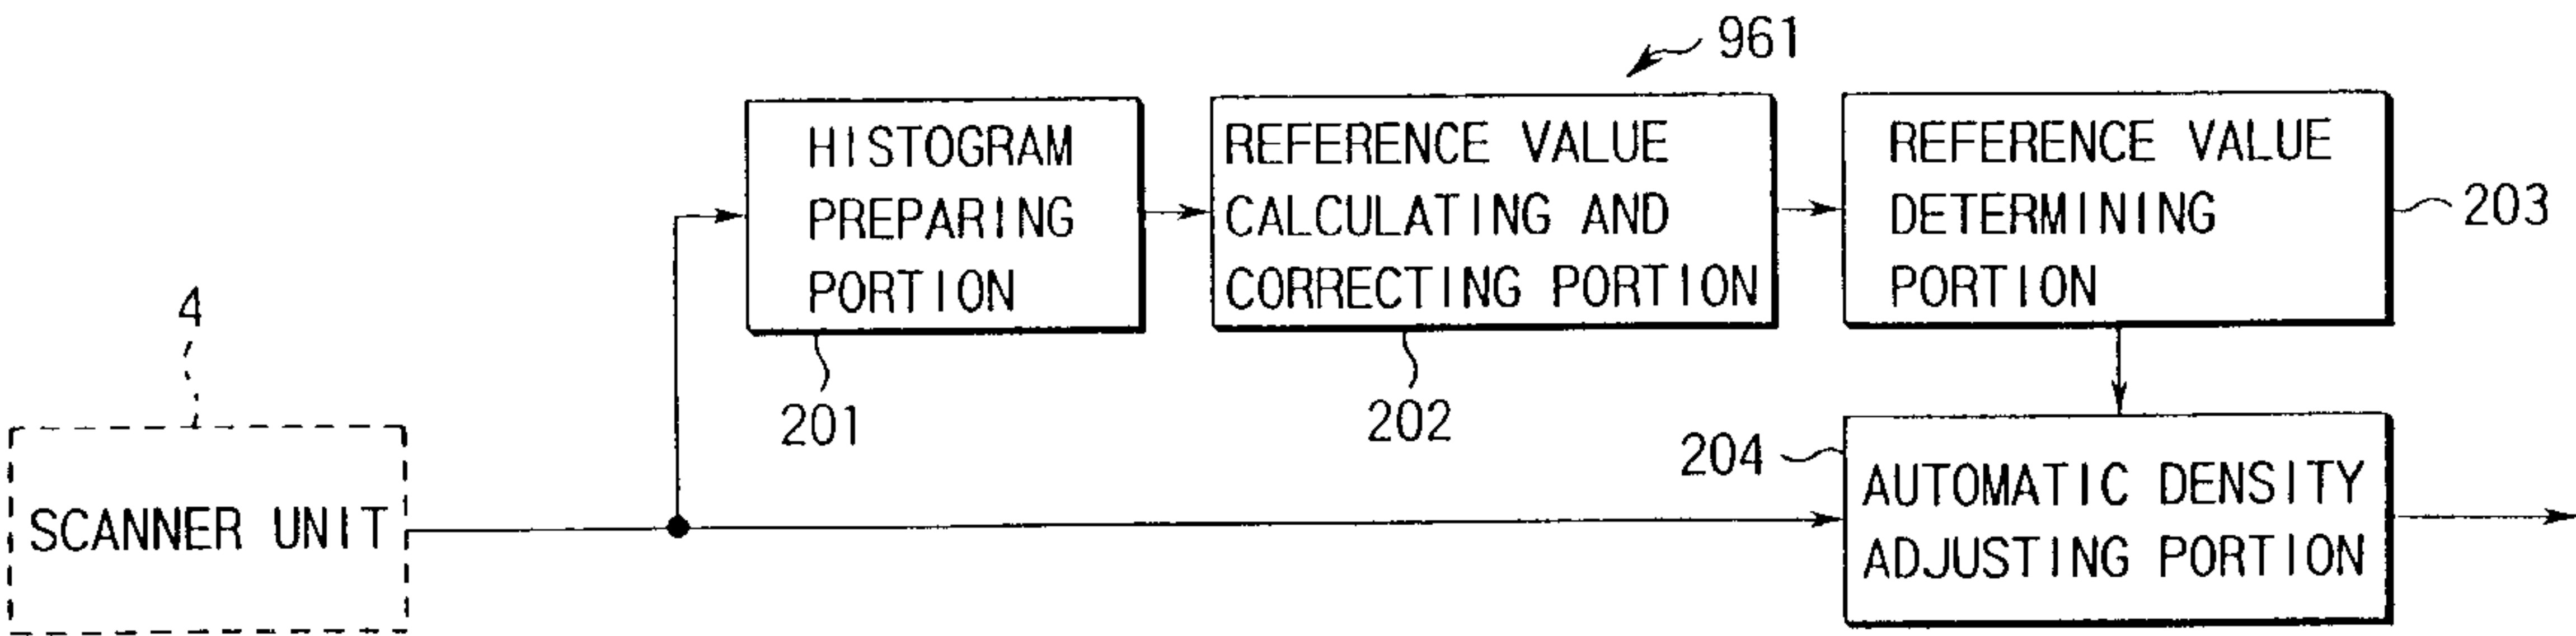 961
HISTOGRAM
PREPARING
PORTION
201
REFERENCE VALUE
CALCULATING AND
CORRECTING PORTION
202
REFERENCE VALUE
DETERMINING
PORTION
203
4
SCANNER UNIT
204
AUTOMATIC DENSITY
ADJUSTING PORTION